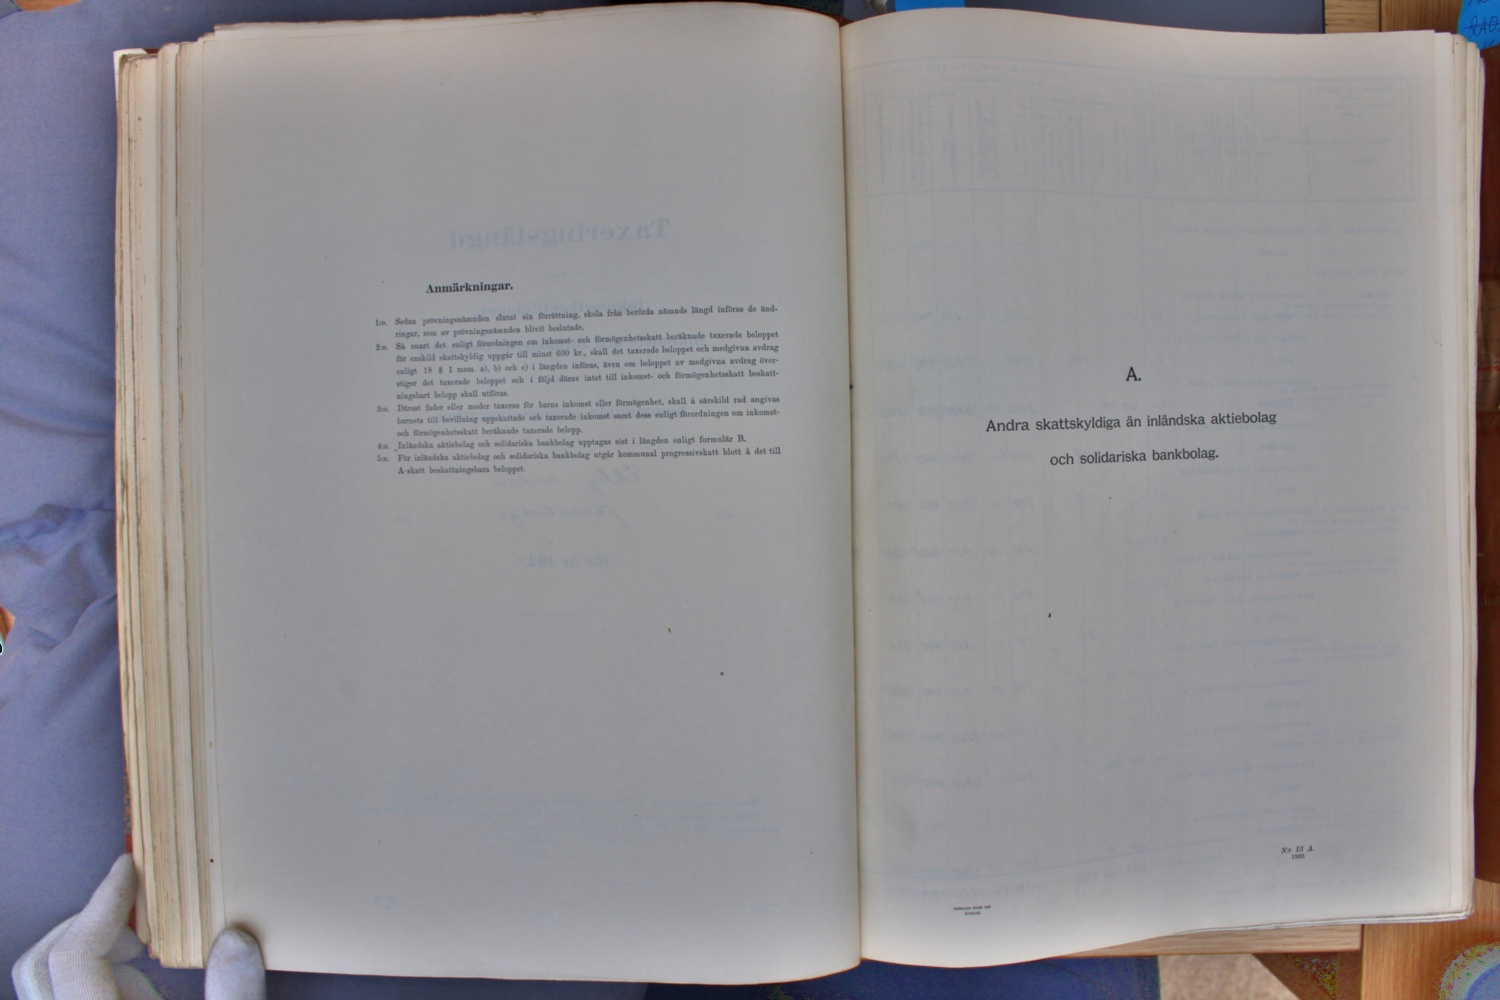 Anmärkningar.
1:o. Sedan prövningsnämnden slutat sin förrättning, skola från berörda nämnds längd införas de änd-
ringar, som av prövningsnämnden blivit beslutade.
2:o. Så snart det enligt förordningen om inkomst- och förmögenhetsskatt beräknade taxerade beloppet
för enskild skattskyldig uppgår till minst 600 kr., skall det taxerade beloppet och medgivna avdrag
enligt 18 § 1 mom. a), b) och c) i längden införas, även om beloppet av medgivna avdrag över-
stiger det taxerade beloppet och i följd därav intet till inkomst- och förmögenhetsskatt beskatt-
ningsbart belopp skall utföras.
3:o. Därest fader eller moder taxeras för barns inkomst eller förmögenhet, skall å särskild rad angivas
barnets till bevillning uppskattade och taxerade inkomst samt dess enligt förordningen om inkomst-
och förmögenhetsskatt beräknade taxerade belopp.
4:o. Inländska aktiebolag och solidariska bankbolag upptagas sist i längden enligt formulär B.
5:o. För inländska aktiebolag och solidariska bankbolag utgår kommunal progressivskatt blott å det till
A-skatt beskattningsbara beloppet.
A.
Andra skattskyldiga än inländska aktiebolag
och solidariska bankbolag.
N:r 13 A.
1920.